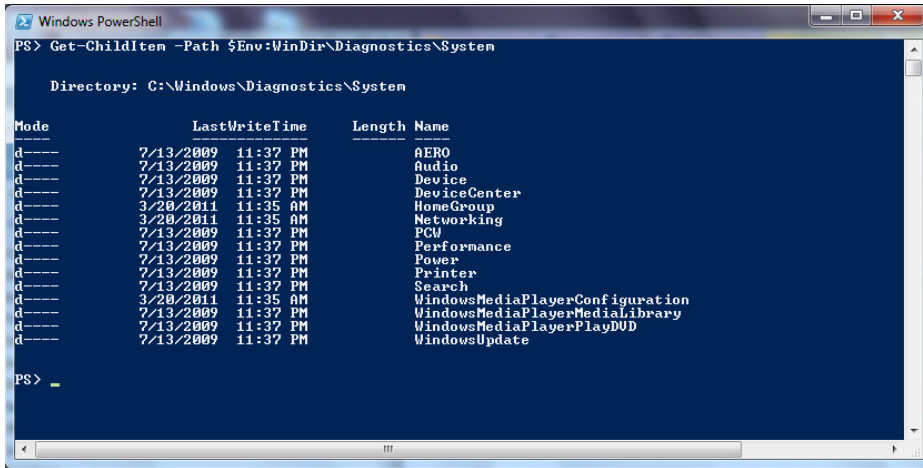 Windows PowerShell
PS> Get-ChildItem -Path $Env:WinDir\Diagnostics\System
Directory: C:\Windows\Diagnostics\System
Mode LastWriteTime Length Name
---- ------------- ------ ----
d---- 7/13/2009 11:37 PM AERO
d---- 7/13/2009 11:37 PM Audio
d---- 7/13/2009 11:37 PM Device
d---- 7/13/2009 11:37 PM DeviceCenter
d---- 3/20/2011 11:35 AM HomeGroup
d---- 3/20/2011 11:35 AM Networking
d---- 7/13/2009 11:37 PM PCW
d---- 7/13/2009 11:37 PM Performance
d---- 7/13/2009 11:37 PM Power
d---- 7/13/2009 11:37 PM Printer
d---- 7/13/2009 11:37 PM Search
d---- 3/20/2011 11:35 AM WindowsMediaPlayerConfiguration
d---- 7/13/2009 11:37 PM WindowsMediaPlayerMediaLibrary
d---- 7/13/2009 11:37 PM WindowsMediaPlayerPlayDVD
d---- 7/13/2009 11:37 PM WindowsUpdate
PS> _